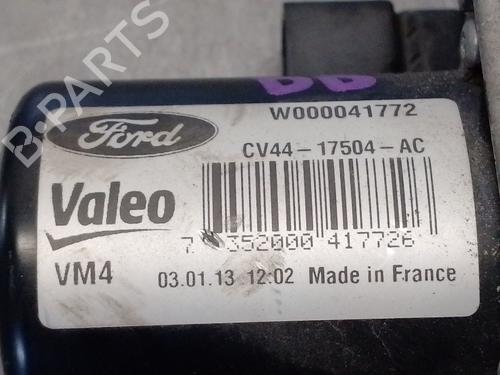 B-PARTS
BB
Ford
W000041772
CV44-17504-AC
Valeo
7 352000 417726
VM4 03.01.13 12:02 Made in France